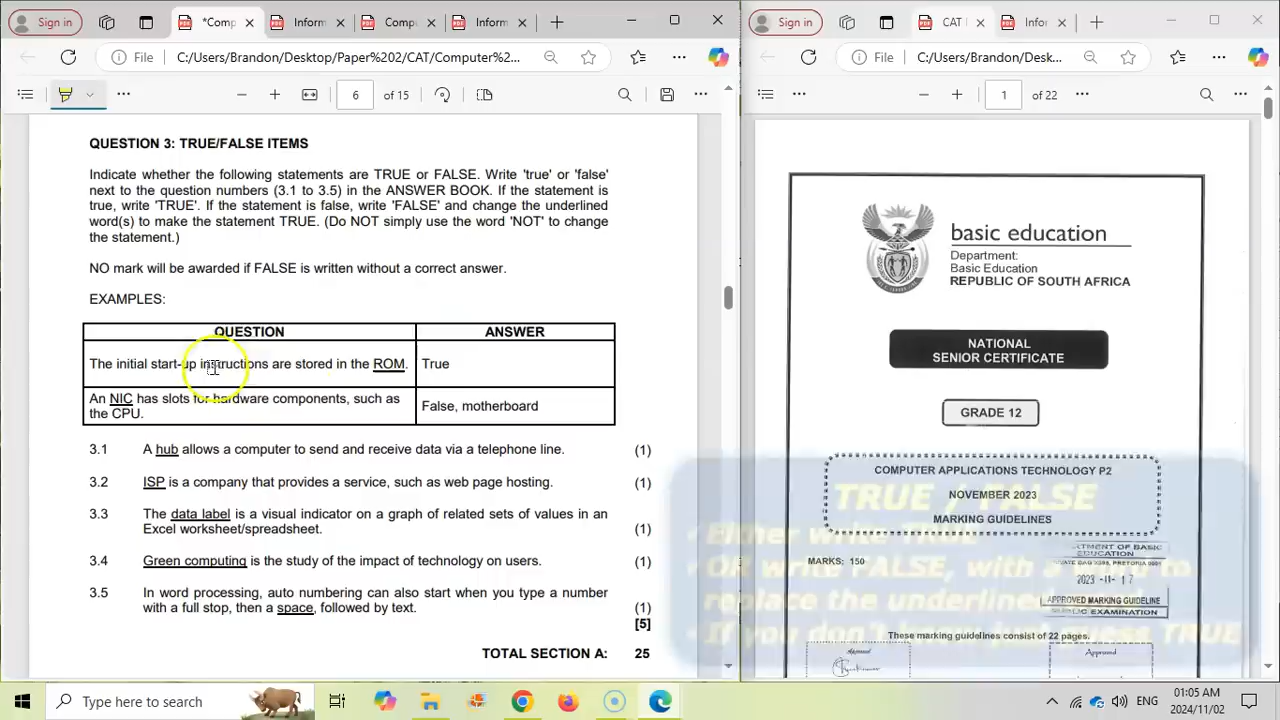 Sign in
*Comp
Inform
Compu
Inform
File
C:/Users/Brandon/Desktop/Paper%202/CAT/Computer%2...
6 of 15
QUESTION 3: TRUE/FALSE ITEMS
Indicate whether the following statements are TRUE or FALSE. Write 'true' or 'false'
next to the question numbers (3.1 to 3.5) in the ANSWER BOOK. If the statement is
true, write 'TRUE'. If the statement is false, write 'FALSE' and change the underlined
word(s) to make the statement TRUE. (Do NOT simply use the word 'NOT' to change
the statement.)
NO mark will be awarded if FALSE is written without a correct answer.
EXAMPLES:
QUESTION ANSWER
The initial start-up instructions are stored in the ROM. True
An NIC has slots for hardware components, such as
the CPU.
False, motherboard
3.1 A hub allows a computer to send and receive data via a telephone line. (1)
3.2 ISP is a company that provides a service, such as web page hosting. (1)
3.3 The data label is a visual indicator on a graph of related sets of values in an
Excel worksheet/spreadsheet. (1)
3.4 Green computing is the study of the impact of technology on users. (1)
3.5 In word processing, auto numbering can also start when you type a number
with a full stop, then a space, followed by text. (1)
[5]
TOTAL SECTION A: 25
Sign in
CAT
Infor
File
C:/Users/Brandon/Desk...
1 of 22
basic education
Department:
Basic Education
REPUBLIC OF SOUTH AFRICA
NATIONAL
SENIOR CERTIFICATE
GRADE 12
COMPUTER APPLICATIONS TECHNOLOGY P2
NOVEMBER 2023
MARKING GUIDELINES
TRUE / FALSE
MARKS: 150
2023 -11- 17
APPROVED MARKING GUIDELINE
EXAMINATION
These marking guidelines consist of 22 pages.
Approved
Approved
Type here to search
01:05 AM
2024/11/02